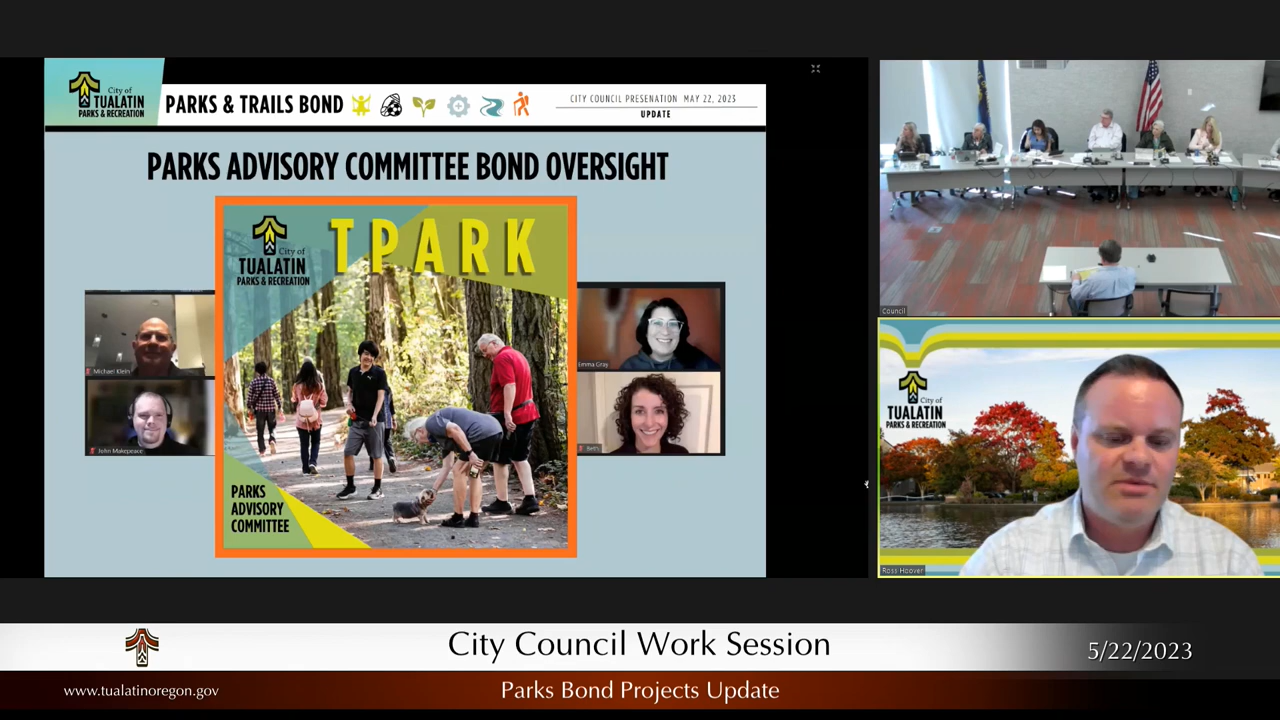 City of
TUALATIN
PARKS & RECREATION
PARKS & TRAILS BOND
CITY COUNCIL PRESENATION MAY 22, 2023
UPDATE
PARKS ADVISORY COMMITTEE BOND OVERSIGHT
City of
TUALATIN
PARKS & RECREATION
TPARK
Michael Klein
John Makepeace
Emma Gray
Beth
PARKS
ADVISORY
COMMITTEE
Council
City of
TUALATIN
PARKS & RECREATION
Ross Hoover
City Council Work Session
5/22/2023
www.tualatinoregon.gov
Parks Bond Projects Update